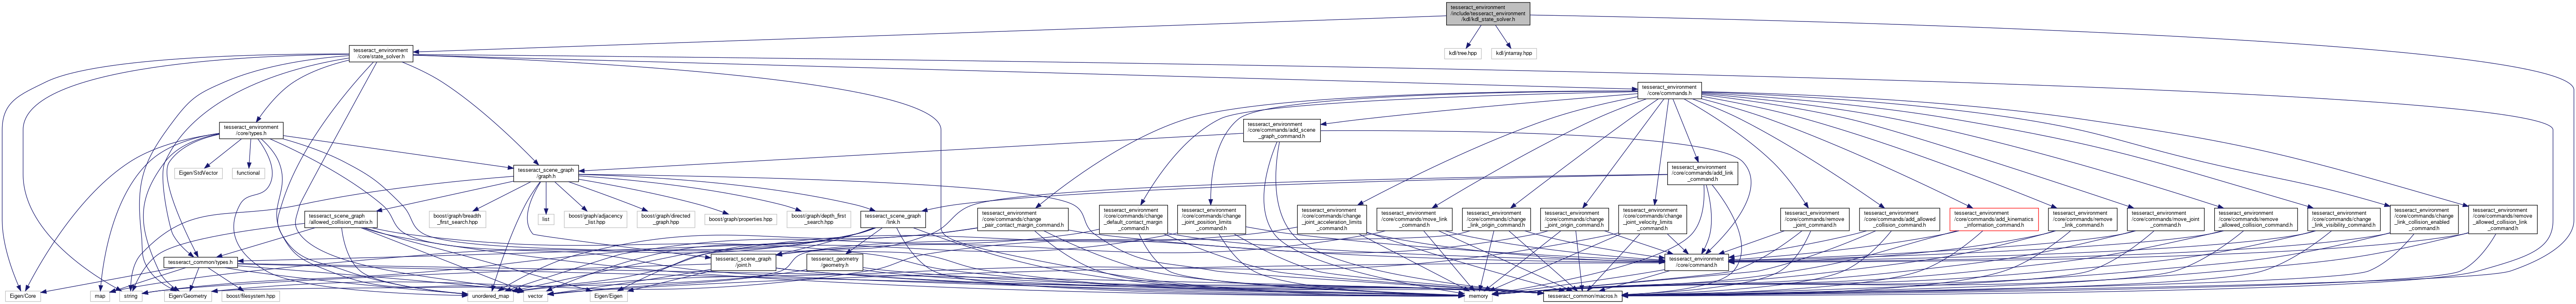 tesseract_environment
/include/tesseract_environment
/kdl/kdl_state_solver.h
tesseract_environment
/core/state_solver.h
kdl/tree.hpp
kdl/jntarray.hpp
tesseract_environment
/core/commands.h
tesseract_environment
/core/types.h
tesseract_environment
/core/commands/add_scene
_graph_command.h
Eigen/StdVector
functional
tesseract_scene_graph
/graph.h
tesseract_environment
/core/commands/add_link
_command.h
tesseract_scene_graph
/allowed_collision_matrix.h
boost/graph/breadth
_first_search.hpp
list
boost/graph/adjacency
_list.hpp
boost/graph/directed
_graph.hpp
boost/graph/properties.hpp
boost/graph/depth_first
_search.hpp
tesseract_scene_graph
/link.h
tesseract_environment
/core/commands/change
_pair_contact_margin_command.h
tesseract_environment
/core/commands/change
_default_contact_margin
_command.h
tesseract_environment
/core/commands/change
_joint_position_limits
_command.h
tesseract_environment
/core/commands/change
_joint_acceleration_limits
_command.h
tesseract_environment
/core/commands/move_link
_command.h
tesseract_environment
/core/commands/change
_link_origin_command.h
tesseract_environment
/core/commands/change
_joint_origin_command.h
tesseract_environment
/core/commands/change
_joint_velocity_limits
_command.h
tesseract_environment
/core/commands/remove
_joint_command.h
tesseract_environment
/core/commands/add_allowed
_collision_command.h
tesseract_environment
/core/commands/add_kinematics
_information_command.h
tesseract_environment
/core/commands/remove
_link_command.h
tesseract_environment
/core/commands/move_joint
_command.h
tesseract_environment
/core/commands/remove
_allowed_collision_command.h
tesseract_environment
/core/commands/change
_link_visibility_command.h
tesseract_environment
/core/commands/change
_link_collision_enabled
_command.h
tesseract_environment
/core/commands/remove
_allowed_collision_link
_command.h
tesseract_common/types.h
tesseract_scene_graph
/joint.h
tesseract_geometry
/geometry.h
tesseract_environment
/core/command.h
Eigen/Core
map
string
Eigen/Geometry
boost/filesystem.hpp
unordered_map
vector
Eigen/Eigen
memory
tesseract_common/macros.h